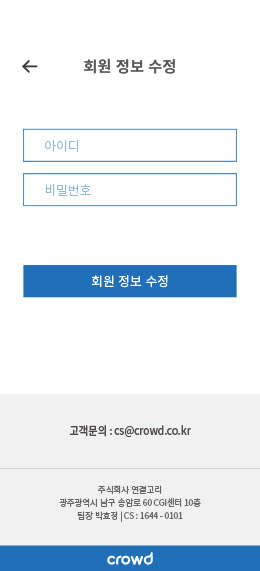 회원 정보 수정
아이디
비밀번호
회원 정보 수정
고객문의 : cs@crowd.co.kr
주식회사 연결고리
광주광역시 남구 송암로 60 CGI센터 10층
팀장 박효정 | CS : 1644 - 0101
crowd